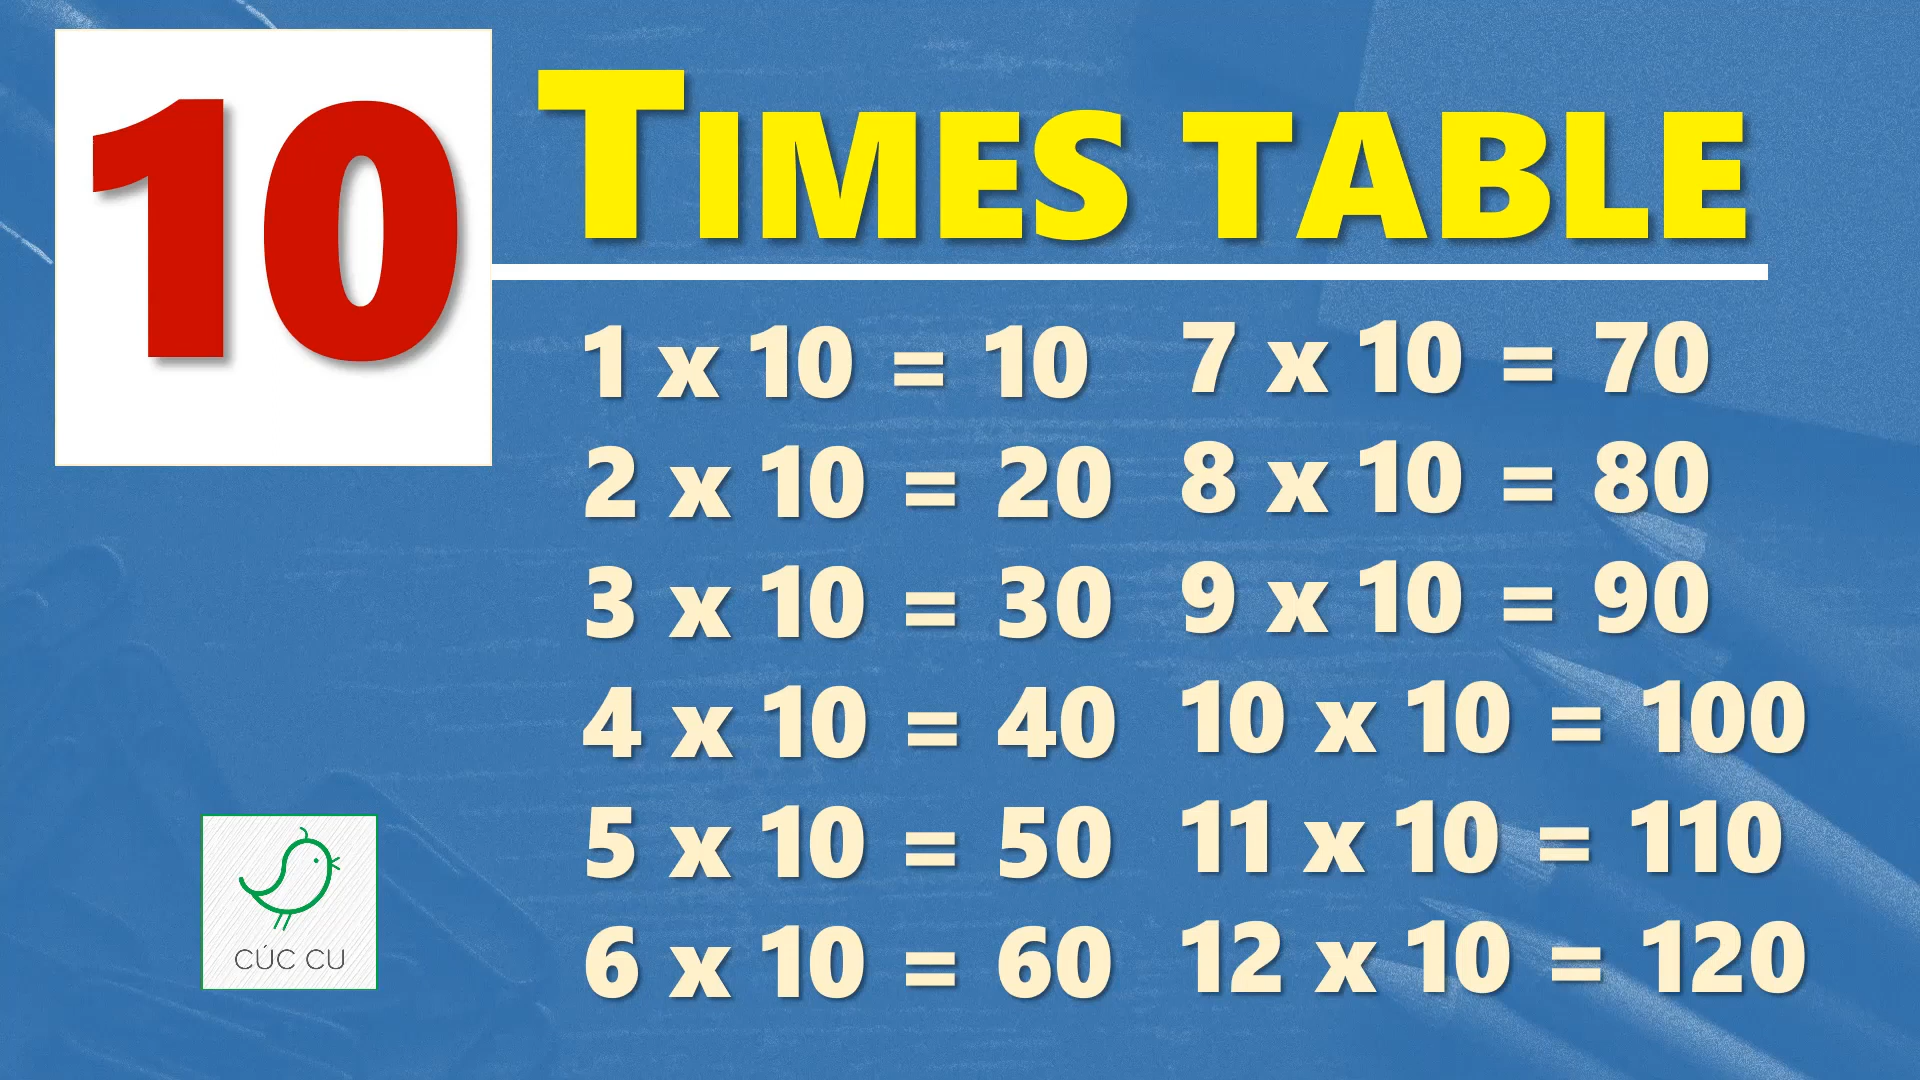 10
TIMES TABLE
1 x 10 = 10
2 x 10 = 20
3 x 10 = 30
4 x 10 = 40
5 x 10 = 50
6 x 10 = 60
7 x 10 = 70
8 x 10 = 80
9 x 10 = 90
10 x 10 = 100
11 x 10 = 110
12 x 10 = 120
CÚC CU